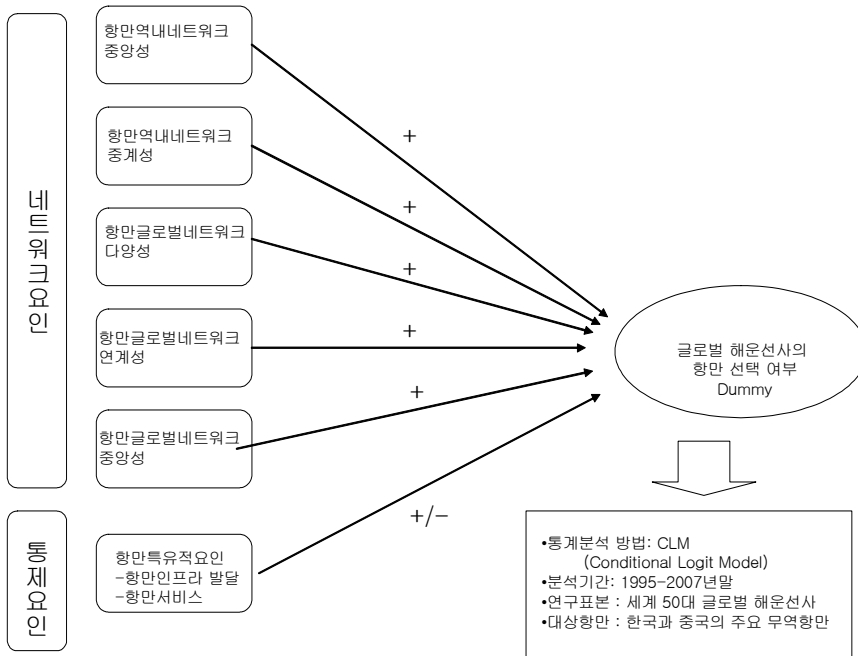 네트워크요인
항만역내네트워크
중앙성
항만역내네트워크
중계성
항만글로벌네트워크
다양성
항만글로벌네트워크
연계성
항만글로벌네트워크
중앙성
+
+
+
+
+
+/−
글로벌 해운선사의
항만 선택 여부
Dummy
통제요인
항만특유적요인
-항만인프라 발달
-항만서비스
•통계분석 방법: CLM
(Conditional Logit Model)
•분석기간: 1995-2007년말
•연구표본 : 세계 50대 글로벌 해운선사
•대상항만 : 한국과 중국의 주요 무역항만